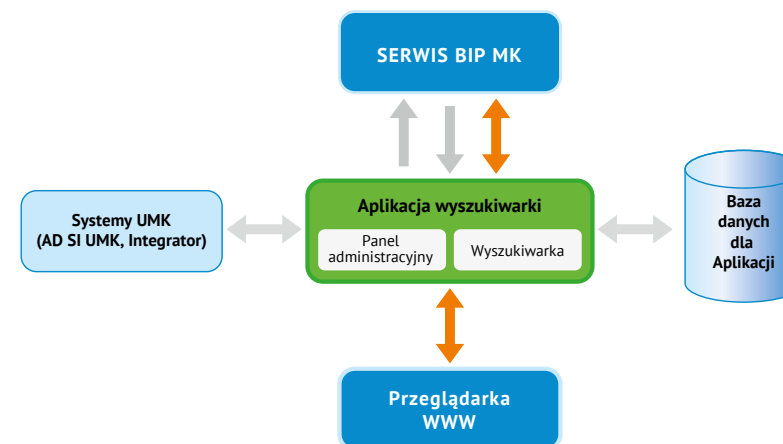 SERWIS BIP MK
Systemy UMK
(AD SI UMK, Integrator)
Aplikacja wyszukiwarki
Panel
administracyjny
Wyszukiwarka
Baza
danych
dla
Aplikacji
Przeglądarka
WWW